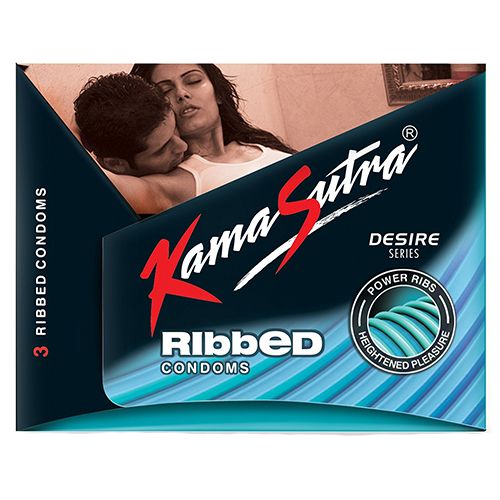 3 RIBBED CONDOMS
KamaSutra®
DESIRE
SERIES
POWER RIBS
HEIGHTENED PLEASURE
RIbbED
CONDOMS